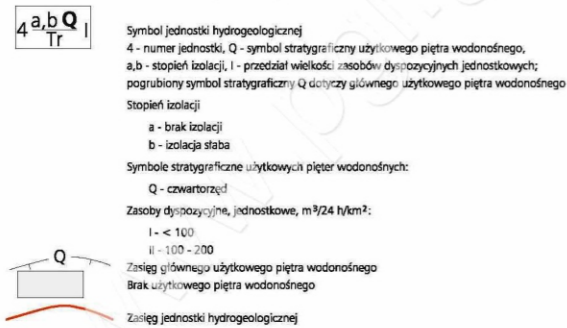 4 a,b Q I
Tr
Symbol jednostki hydrogeologicznej
4 - numer jednostki, Q - symbol stratygraficzny użytkowego piętra wodonośnego,
a,b - stopień izolacji, I - przedział wielkości zasobów dyspozycyjnych jednostkowych;
pogrubiony symbol stratygraficzny Q dotyczy głównego użytkowego piętra wodonośnego
Stopień izolacji
a - brak izolacji
b - izolacja słaba
Symbole stratygraficzne użytkowych pięter wodonośnych:
Q - czwartorzęd
Zasoby dyspozycyjne, jednostkowe, m³/24 h/km²:
I - < 100
II - 100 - 200
Q
Zasięg głównego użytkowego piętra wodonośnego
Brak użytkowego piętra wodonośnego
Zasięg jednostki hydrogeologicznej